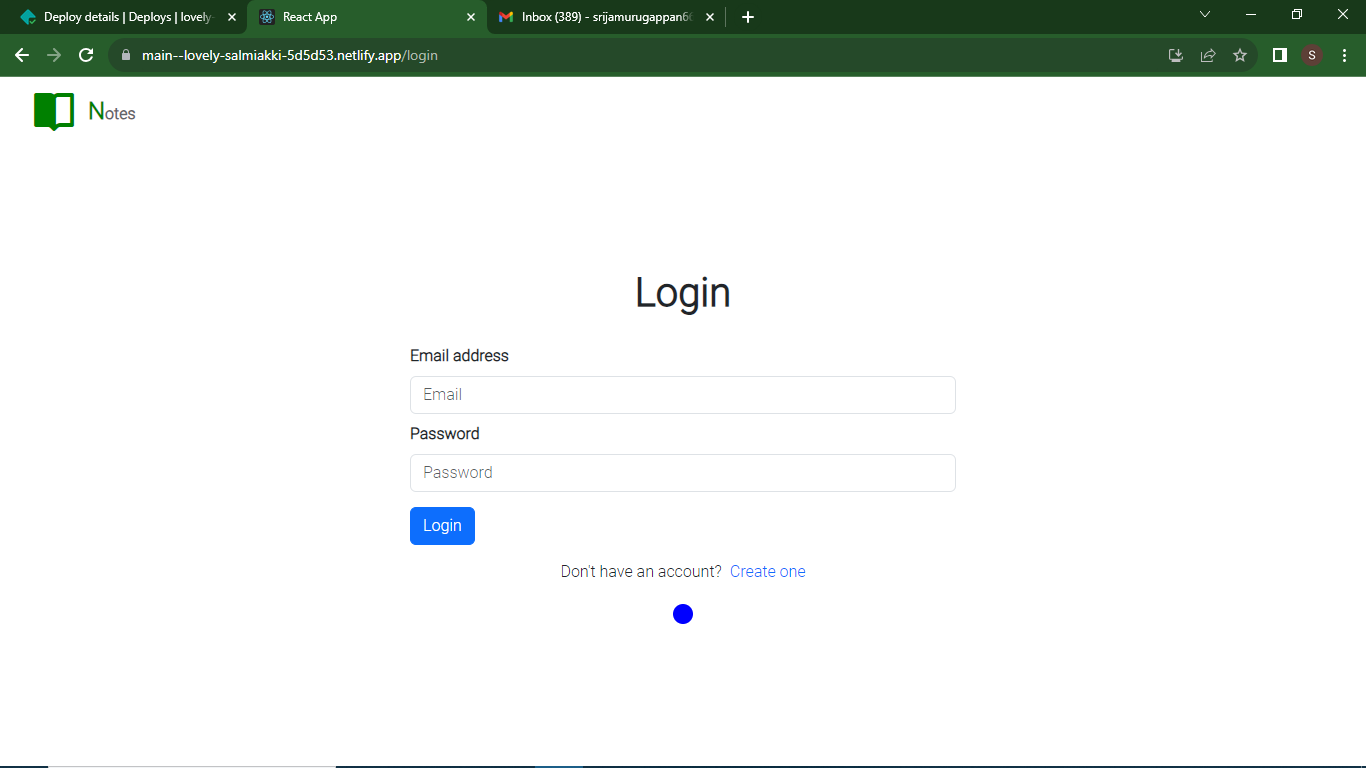 Deploy details | Deploys | lovely-
React App
Inbox (389) - srijamurugappan66
main--lovely-salmiakki-5d5d53.netlify.app/login
S
Notes
Login
Email address
Email
Password
Password
Login
Don't have an account? Create one